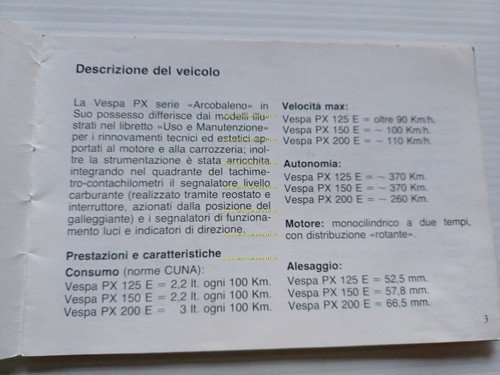 Descrizione del veicolo
La Vespa PX serie «Arcobaleno» in
Suo possesso differisce dai modelli illu-
strati nel libretto «Uso e Manutenzione»
per i rinnovamenti tecnici ed estetici ap-
portati al motore e alla carrozzeria; inol-
tre la strumentazione è stata arricchita
integrando nel quadrante del tachime-
tro-contachilometri il segnalatore livello
carburante (realizzato tramite reostato e
interruttore, azionati dalla posizione del
galleggiante) e i segnalatori di funziona-
mento luci e indicatori di direzione.
Prestazioni e caratteristiche
Consumo (norme CUNA):
Vespa PX 125 E = 2,2 lt. ogni 100 Km.
Vespa PX 150 E = 2,2 lt. ogni 100 Km.
Vespa PX 200 E = 3 lt. ogni 100 Km.
Velocità max:
Vespa PX 125 E = oltre 90 Km/h.
Vespa PX 150 E = ~ 100 Km/h.
Vespa PX 200 E = ~ 110 Km/h.
Autonomia:
Vespa PX 125 E = ~ 370 Km.
Vespa PX 150 E = ~ 370 Km.
Vespa PX 200 E = ~ 260 Km.
Motore: monocilindrico a due tempi,
con distribuzione «rotante».
Alesaggio:
Vespa PX 125 E = 52,5 mm.
Vespa PX 150 E = 57,8 mm.
Vespa PX 200 E = 66,5 mm.
3